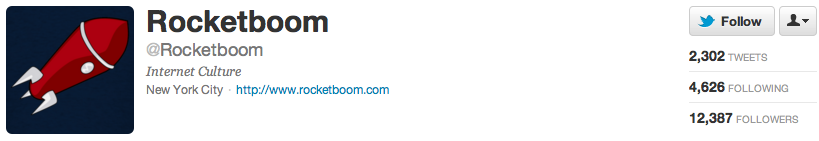 Rocketboom
@Rocketboom
Internet Culture
New York City · http://www.rocketboom.com
Follow
2,302 TWEETS
4,626 FOLLOWING
12,387 FOLLOWERS